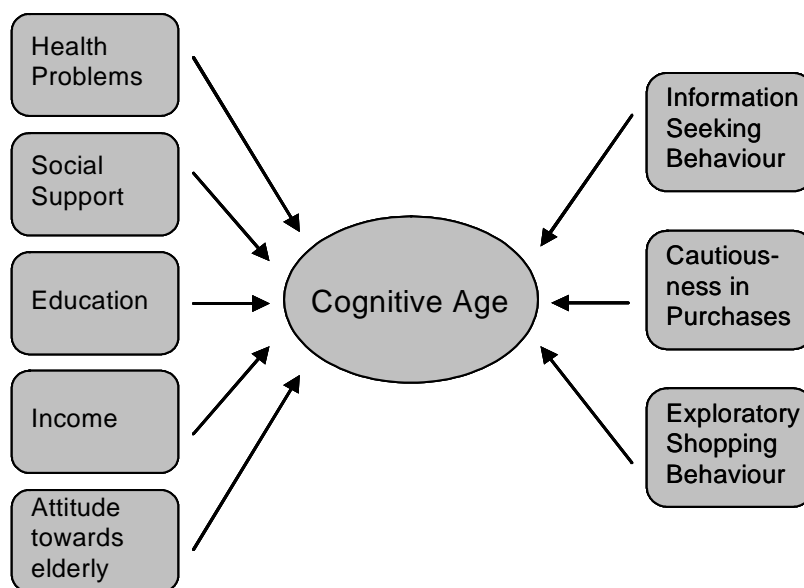 Health
Problems
Social
Support
Education
Income
Attitude
towards
elderly
Cognitive Age
Information
Seeking
Behaviour
Cautious-
ness in
Purchases
Exploratory
Shopping
Behaviour